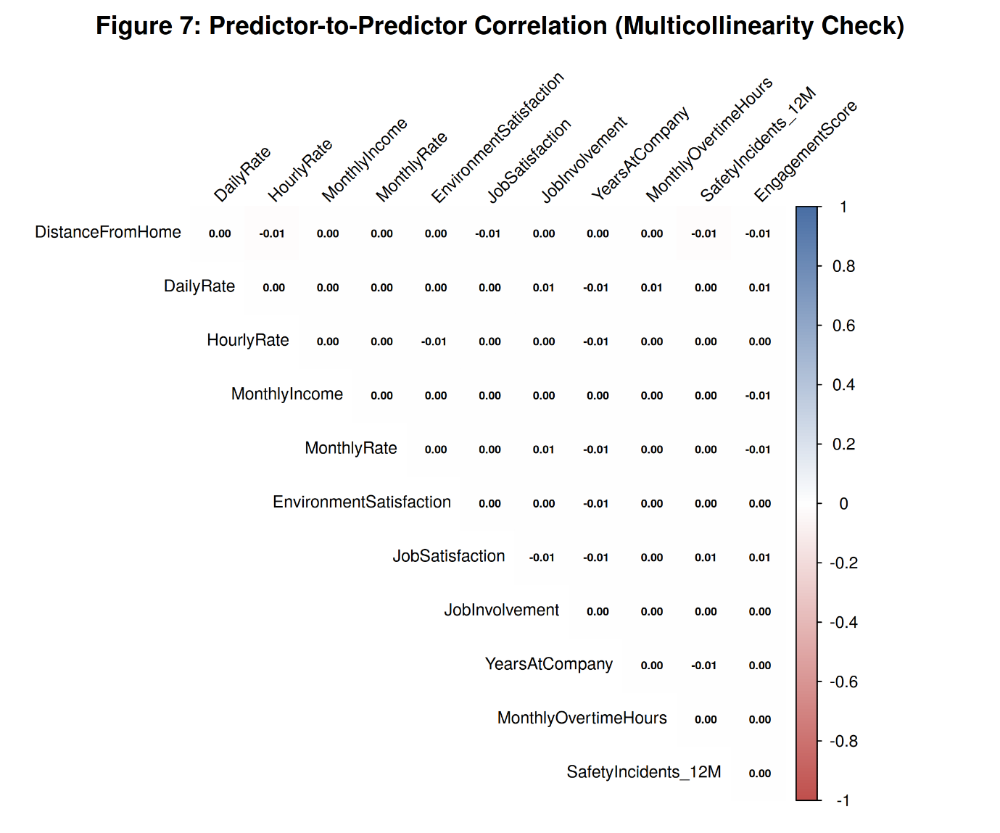 Figure 7: Predictor-to-Predictor Correlation (Multicollinearity Check)
DailyRate
HourlyRate
MonthlyIncome
MonthlyRate
EnvironmentSatisfaction
JobSatisfaction
JobInvolvement
YearsAtCompany
MonthlyOvertimeHours
SafetyIncidents_12M
EngagementScore
DistanceFromHome 0.00 -0.01 0.00 0.00 0.00 -0.01 0.00 0.00 0.00 -0.01 -0.01
DailyRate 0.00 0.00 0.00 0.00 0.00 0.01 -0.01 0.01 0.00 0.01
HourlyRate 0.00 0.00 -0.01 0.00 0.00 -0.01 0.00 0.00 0.00
MonthlyIncome 0.00 0.00 0.00 0.00 0.00 0.00 0.00 -0.01
MonthlyRate 0.00 0.00 0.01 -0.01 0.00 0.00 -0.01
EnvironmentSatisfaction 0.00 0.00 -0.01 0.00 0.00 0.00
JobSatisfaction -0.01 -0.01 0.00 0.01 0.01
JobInvolvement 0.00 0.00 0.00 0.00
YearsAtCompany 0.00 -0.01 0.00
MonthlyOvertimeHours 0.00 0.00
SafetyIncidents_12M 0.00
1
0.8
0.6
0.4
0.2
0
-0.2
-0.4
-0.6
-0.8
-1